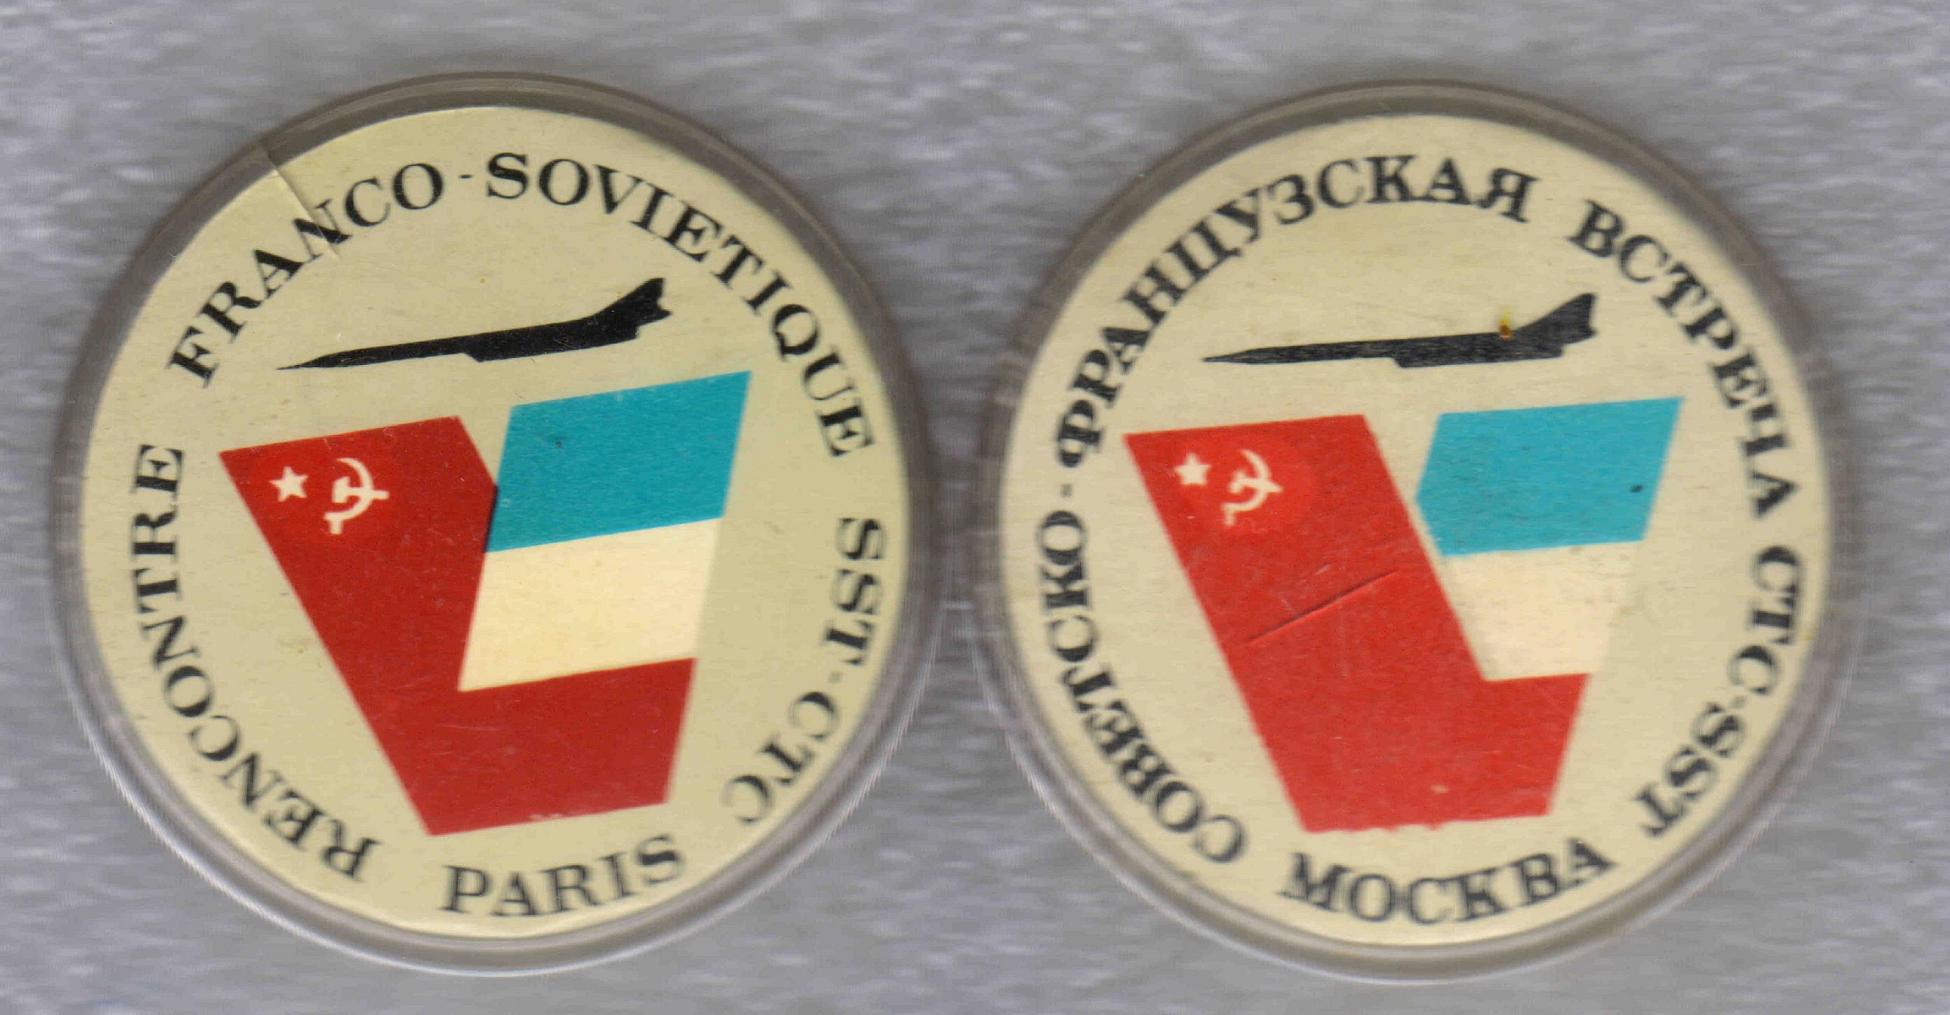 RENCONTRE FRANCO-SOVIETIQUE SST-CTC
PARIS
СОВЕТСКО-ФРАНЦУЗСКАЯ ВСТРЕЧА СТС-SST
МОСКВА